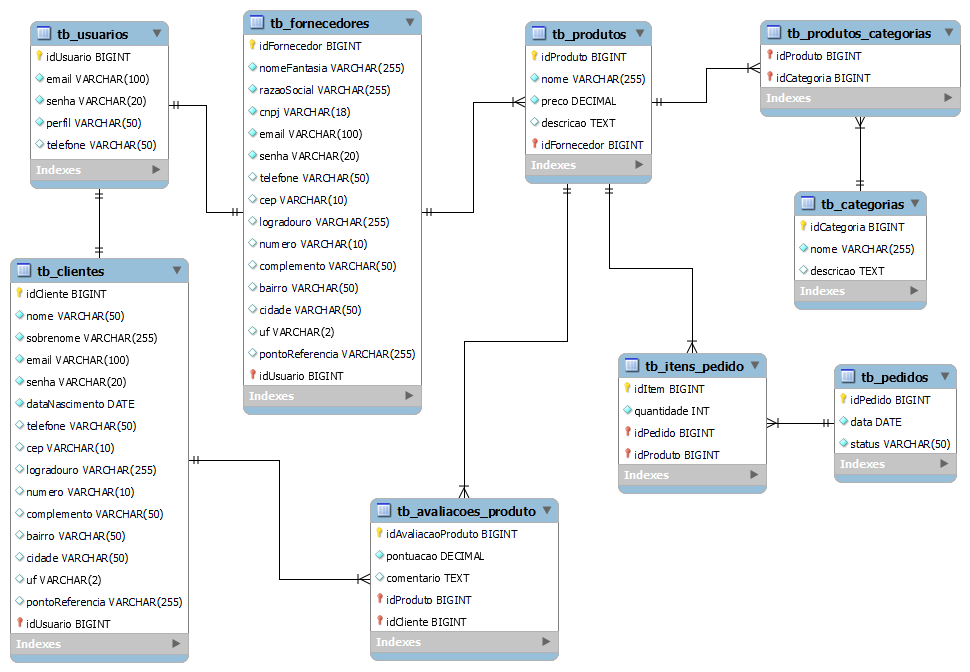 tb_usuarios
idUsuario BIGINT
email VARCHAR(100)
senha VARCHAR(20)
perfil VARCHAR(50)
telefone VARCHAR(50)
Indexes
tb_fornecedores
idFornecedor BIGINT
nomeFantasia VARCHAR(255)
razaoSocial VARCHAR(255)
cnpj VARCHAR(18)
email VARCHAR(100)
senha VARCHAR(20)
telefone VARCHAR(50)
cep VARCHAR(10)
logradouro VARCHAR(255)
numero VARCHAR(10)
complemento VARCHAR(50)
bairro VARCHAR(50)
cidade VARCHAR(50)
uf VARCHAR(2)
pontoReferencia VARCHAR(255)
idUsuario BIGINT
Indexes
tb_produtos
idProduto BIGINT
nome VARCHAR(255)
preco DECIMAL
descricao TEXT
idFornecedor BIGINT
Indexes
tb_produtos_categorias
idProduto BIGINT
idCategoria BIGINT
Indexes
tb_categorias
idCategoria BIGINT
nome VARCHAR(255)
descricao TEXT
Indexes
tb_clientes
idCliente BIGINT
nome VARCHAR(50)
sobrenome VARCHAR(255)
email VARCHAR(100)
senha VARCHAR(20)
dataNascimento DATE
telefone VARCHAR(50)
cep VARCHAR(10)
logradouro VARCHAR(255)
numero VARCHAR(10)
complemento VARCHAR(50)
bairro VARCHAR(50)
cidade VARCHAR(50)
uf VARCHAR(2)
pontoReferencia VARCHAR(255)
idUsuario BIGINT
Indexes
tb_itens_pedido
idItem BIGINT
quantidade INT
idPedido BIGINT
idProduto BIGINT
Indexes
tb_pedidos
idPedido BIGINT
data DATE
status VARCHAR(50)
Indexes
tb_avaliacoes_produto
idAvaliacaoProduto BIGINT
pontuacao DECIMAL
comentario TEXT
idProduto BIGINT
idCliente BIGINT
Indexes